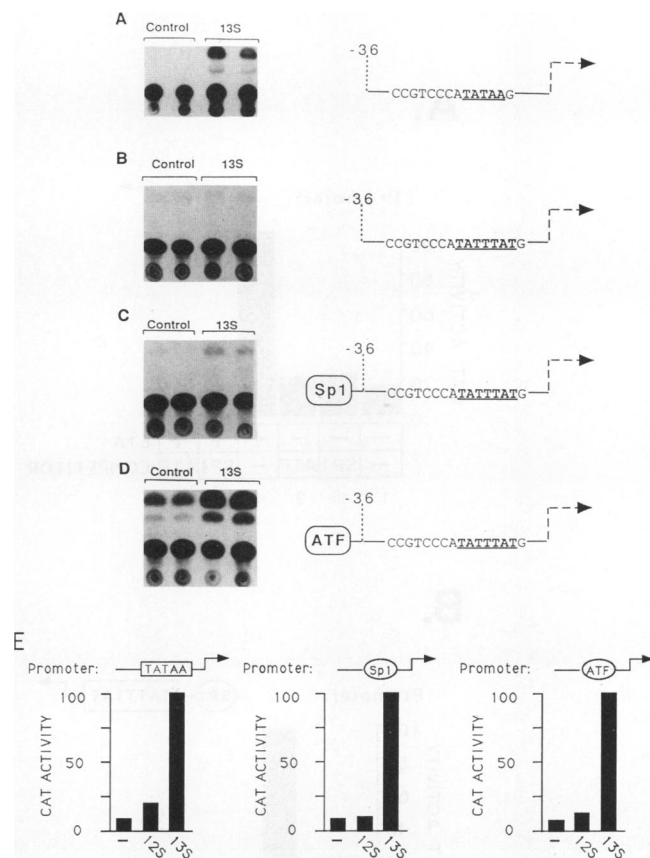 A
Control 13S
-36
CCGTCCCATATAAG
B
Control 13S
-36
CCGTCCCATATTTATG
C
Control 13S
-36
Sp1 CCGTCCCATATTTATG
D
Control 13S
-36
ATF CCGTCCCATATTTATG
E
Promoter: TATAA
100
50
0
CAT ACTIVITY
– 12S 13S
Promoter: Sp1
100
50
0
CAT ACTIVITY
– 12S 13S
Promoter: ATF
100
50
0
CAT ACTIVITY
– 12S 13S